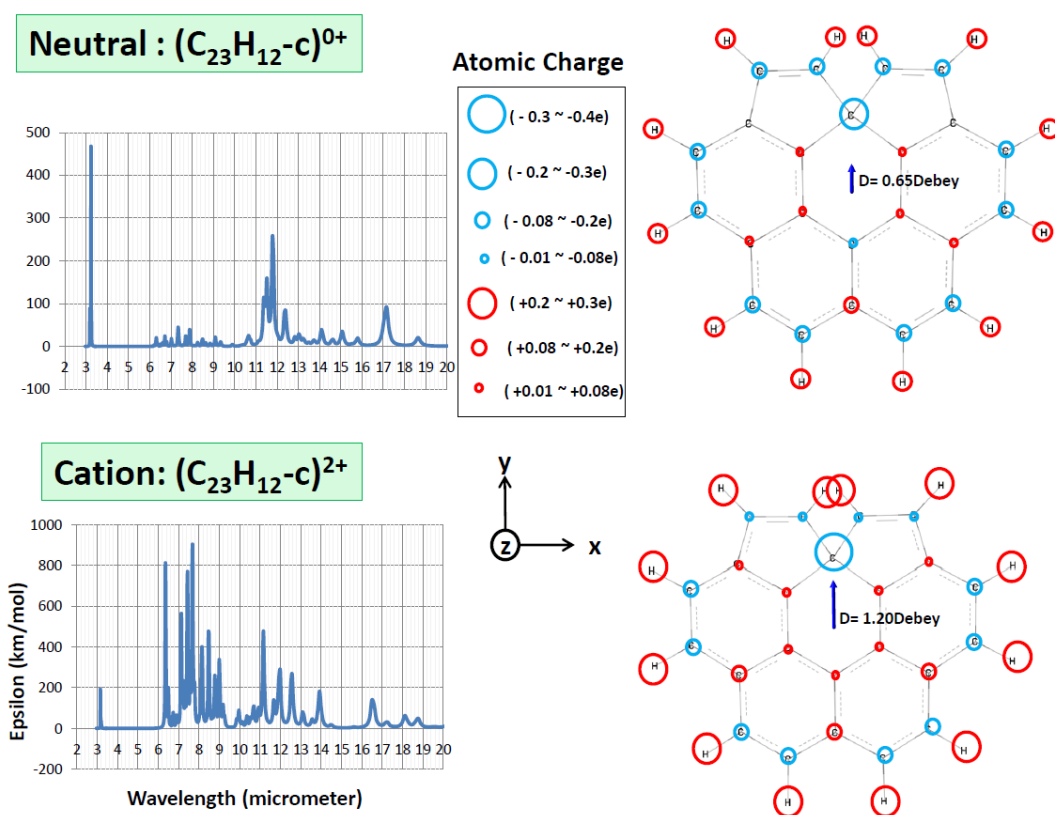 Neutral : (C23H12-c)0+
500
400
300
200
100
0
-100
2 3 4 5 6 7 8 9 10 11 12 13 14 15 16 17 18 19 20
Atomic Charge
( - 0.3 ~ -0.4e)
( - 0.2 ~ -0.3e)
( - 0.08 ~ -0.2e)
( - 0.01 ~ -0.08e)
( +0.2 ~ +0.3e)
( +0.08 ~ +0.2e)
( +0.01 ~ +0.08e)
D= 0.65Debey
Cation: (C23H12-c)2+
Epsilon (km/mol)
1000
800
600
400
200
0
-200
2 3 4 5 6 7 8 9 10 11 12 13 14 15 16 17 18 19 20
Wavelength (micrometer)
y
z
x
D= 1.20Debey